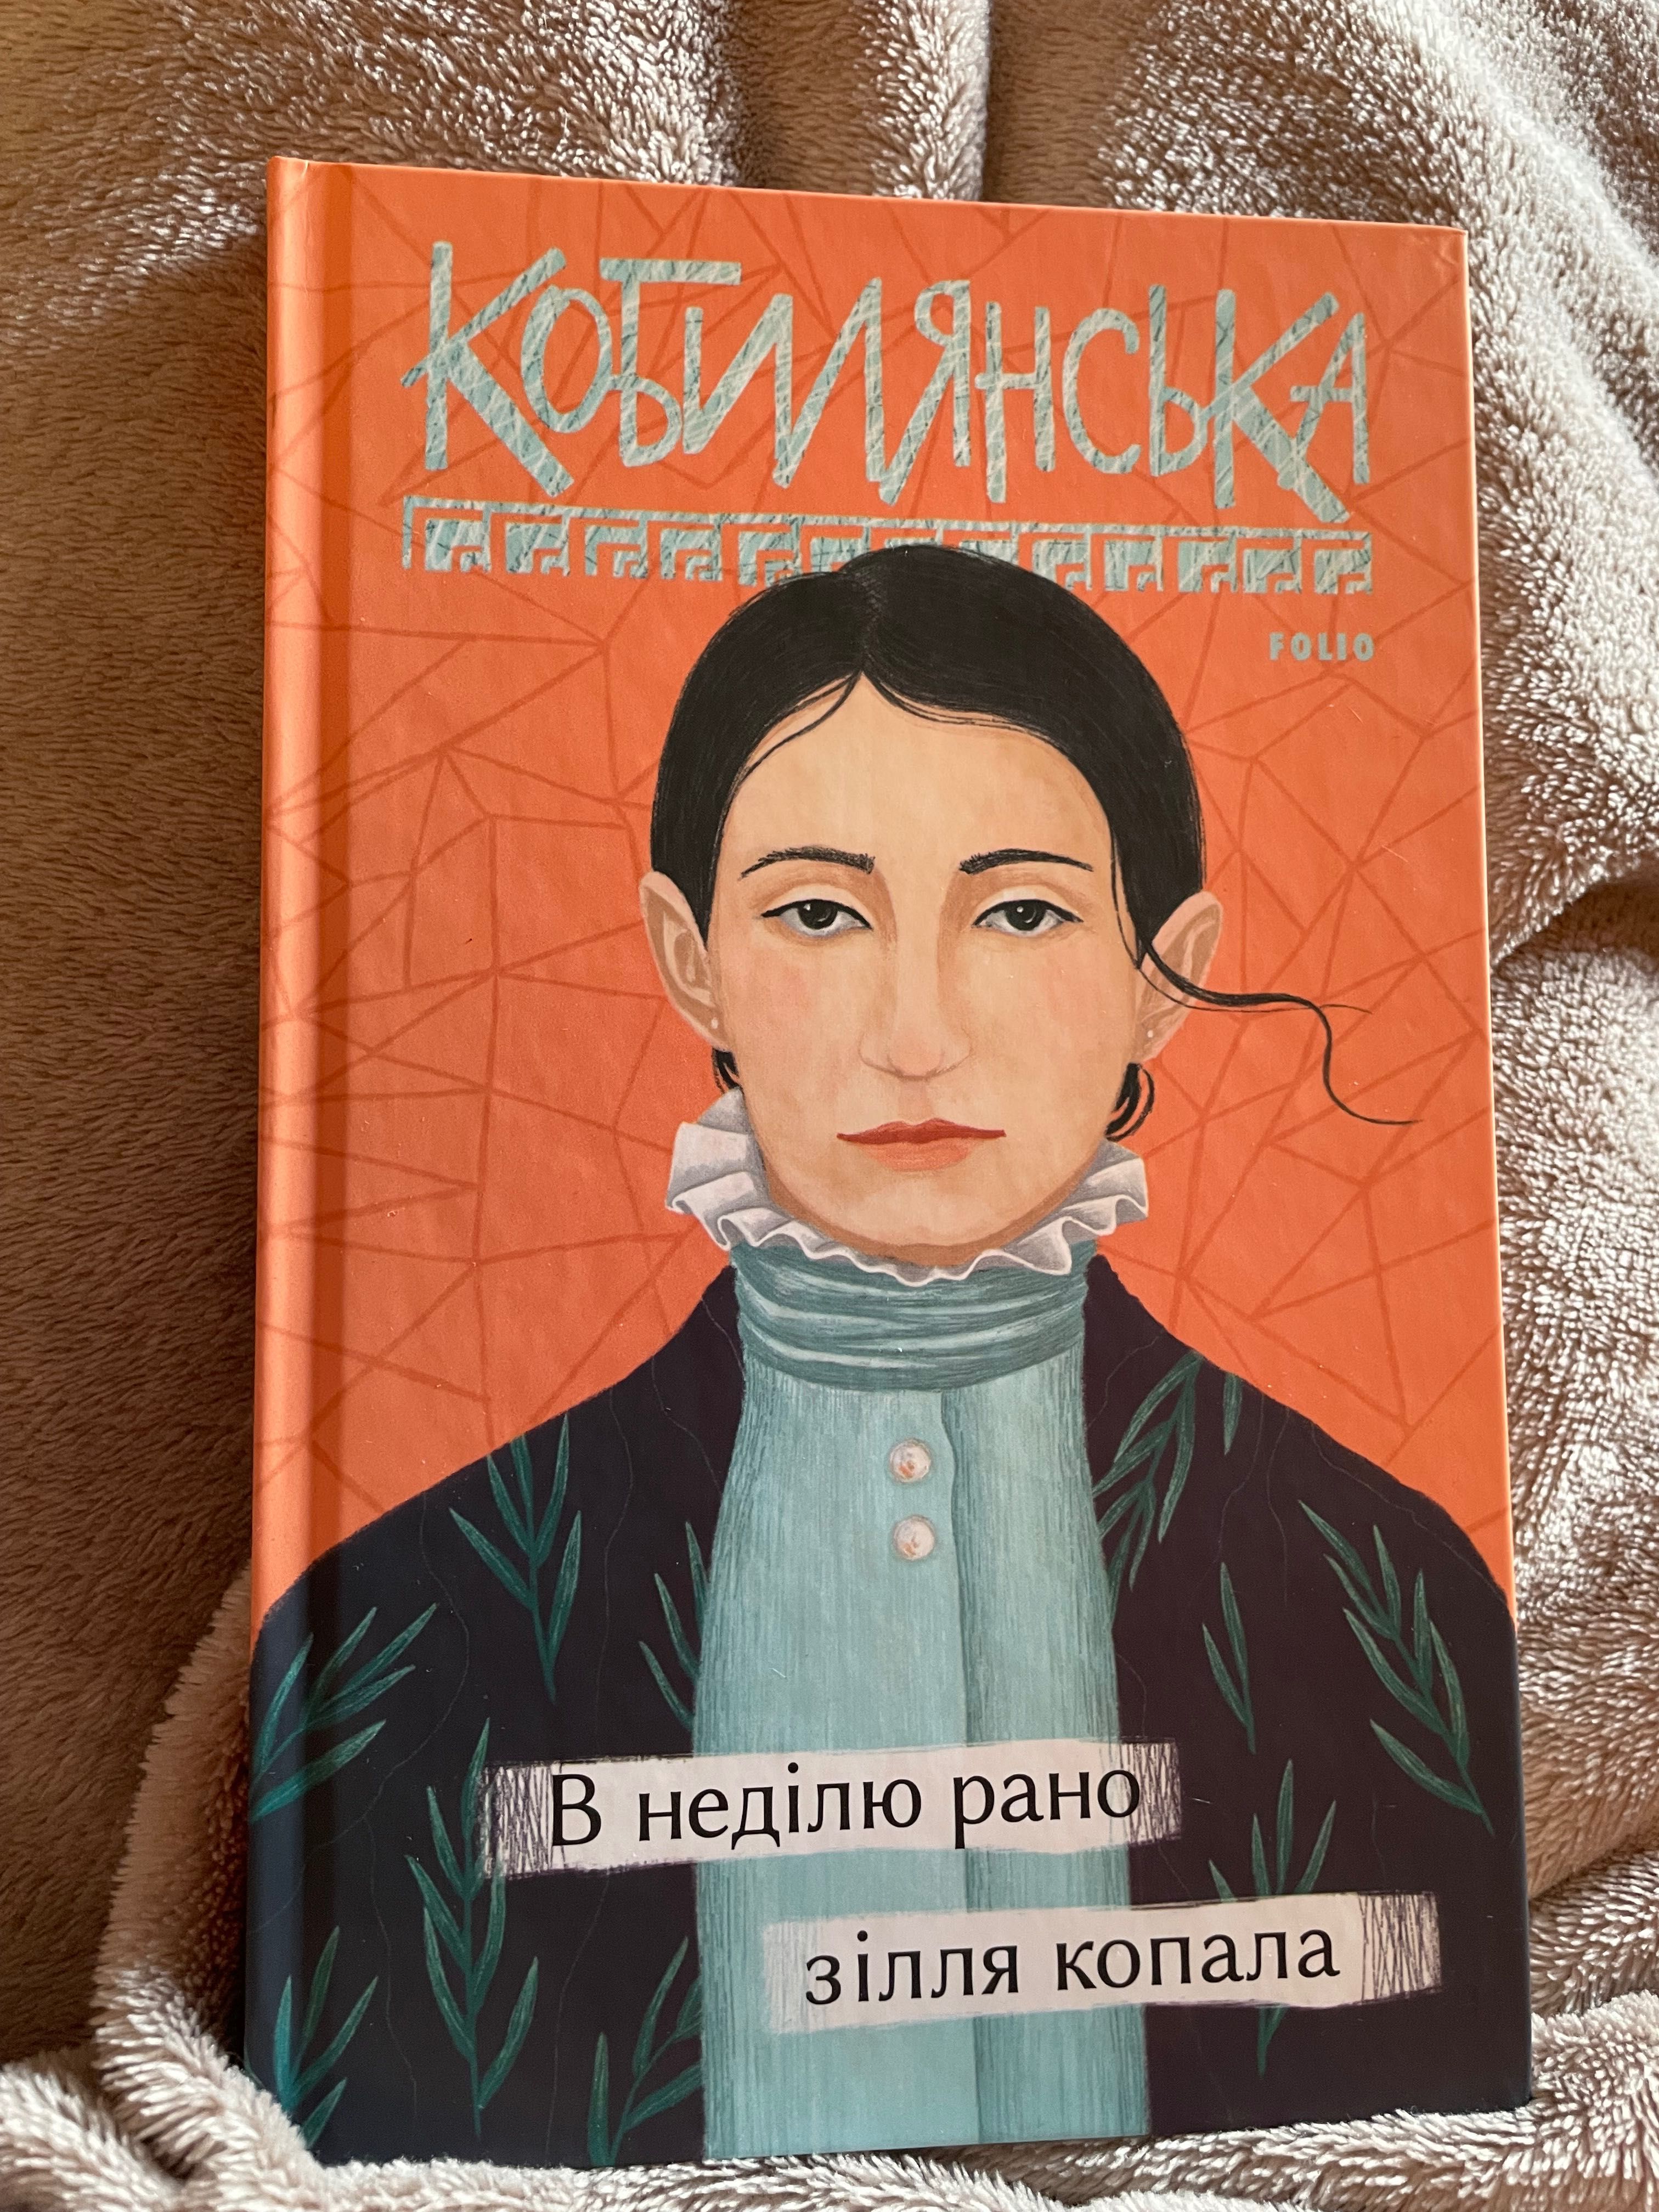 КОБИЛЯНСЬКА
FOLIO
В неділю рано
зілля копала